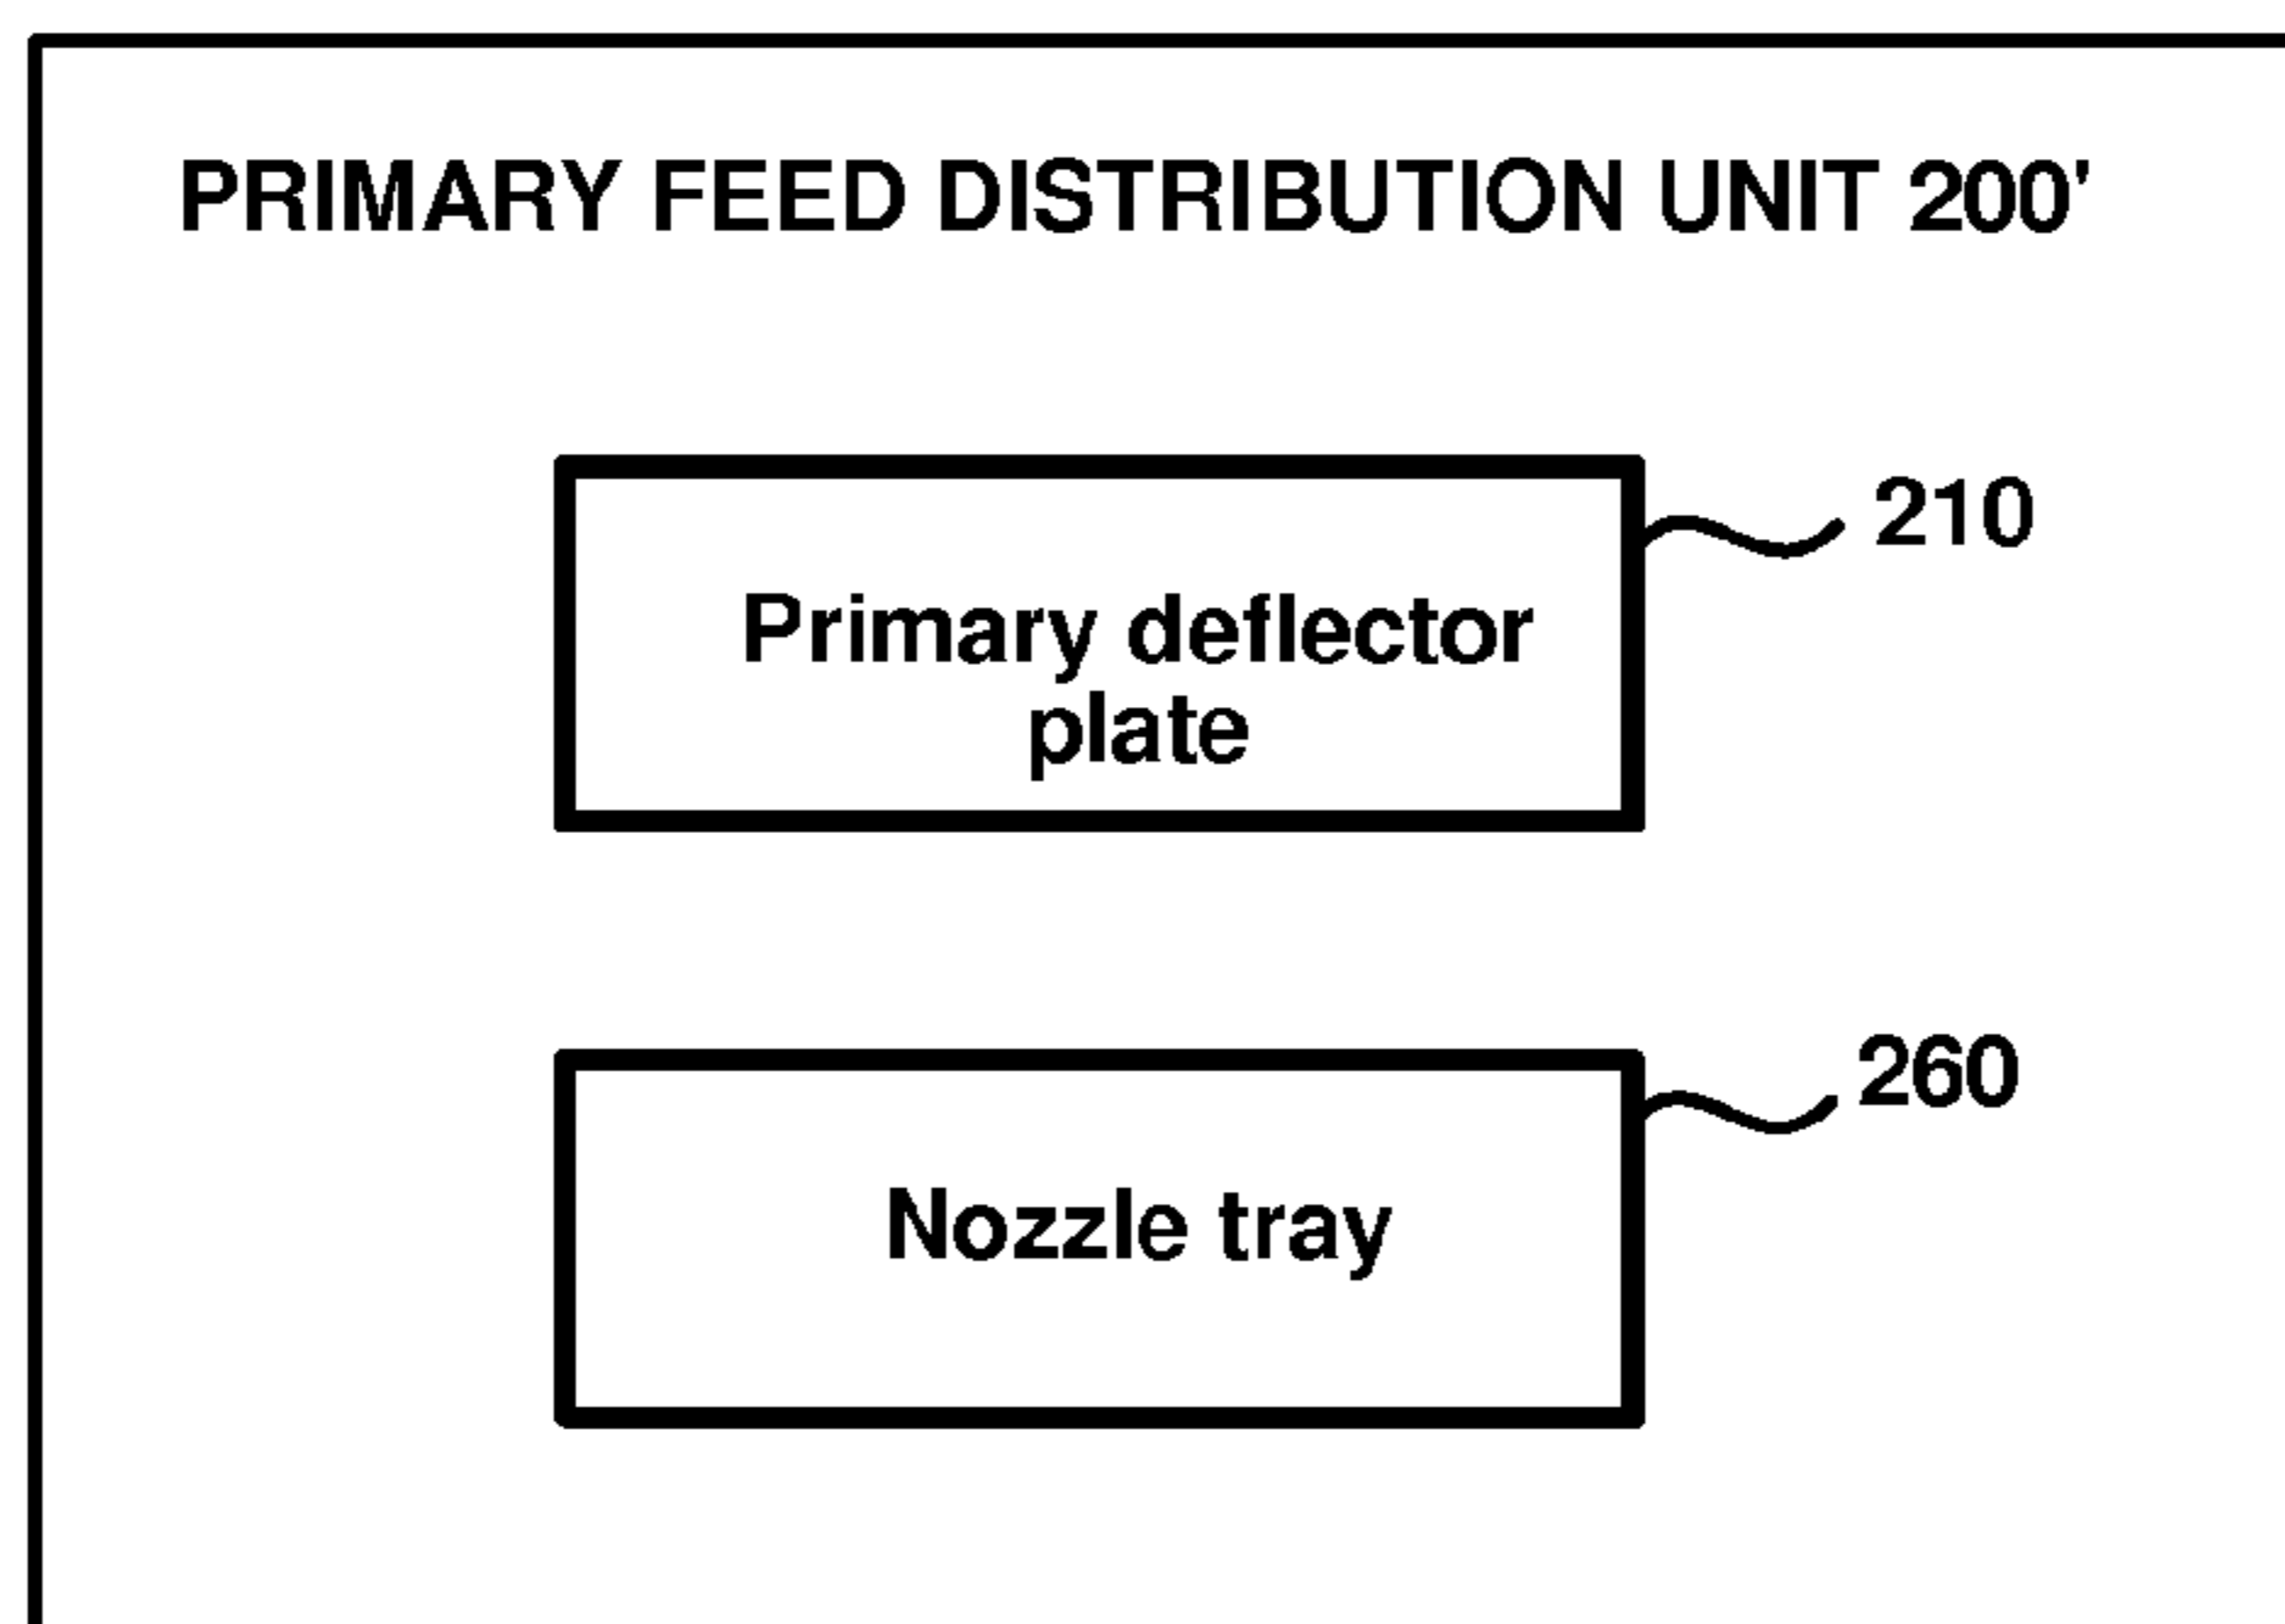 PRIMARY FEED DISTRIBUTION UNIT 200'
210
Primary deflector
plate
260
Nozzle tray